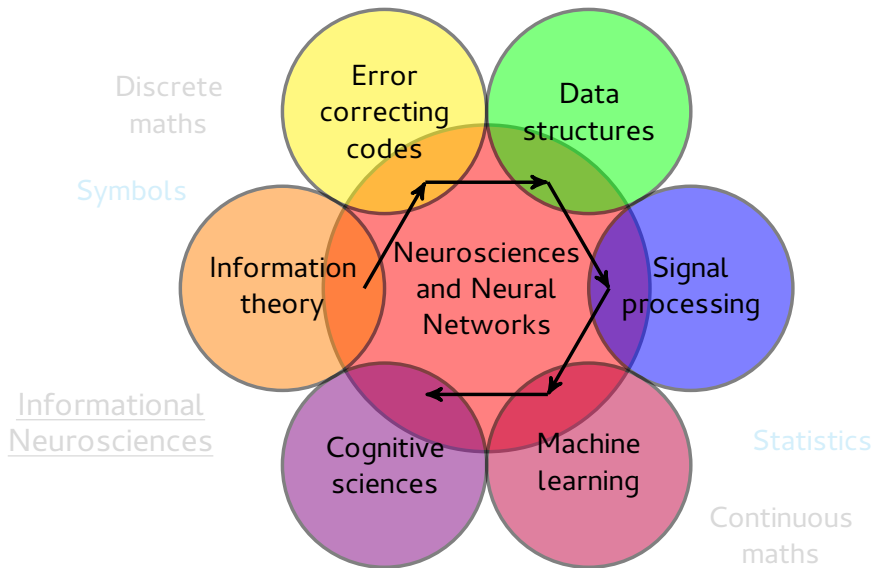 Discrete
maths
Error
correcting
codes
Data
structures
Symbols
Information
theory
Neurosciences
and Neural
Networks
Signal
processing
Informational
Neurosciences
Cognitive
sciences
Machine
learning
Statistics
Continuous
maths